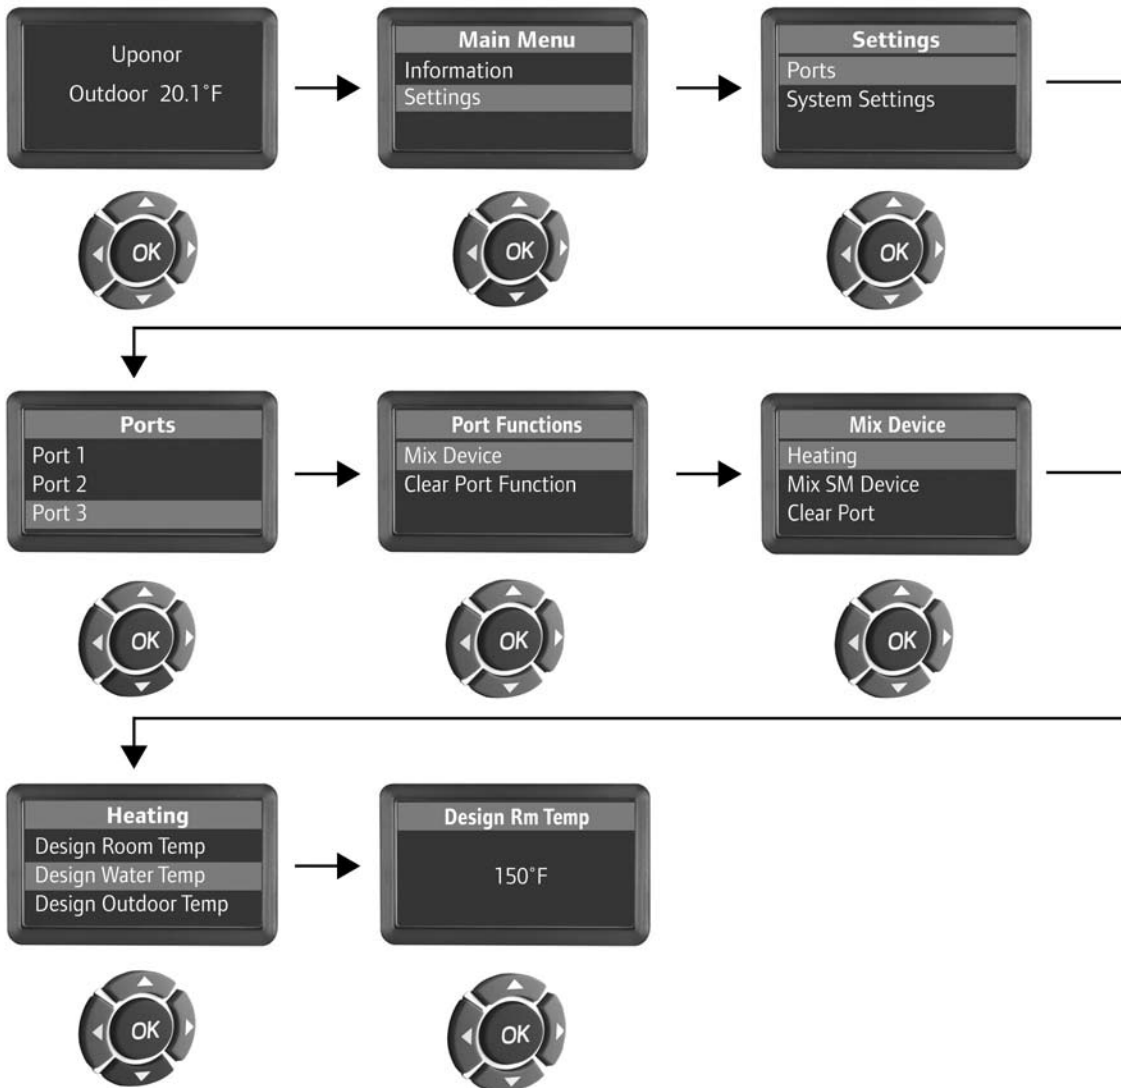 Uponor
Outdoor 20.1°F
Main Menu
Information
Settings
Settings
Ports
System Settings
OK
OK
OK
Ports
Port 1
Port 2
Port 3
Port Functions
Mix Device
Clear Port Function
Mix Device
Heating
Mix SM Device
Clear Port
OK
OK
OK
Heating
Design Room Temp
Design Water Temp
Design Outdoor Temp
Design Rm Temp
150°F
OK
OK